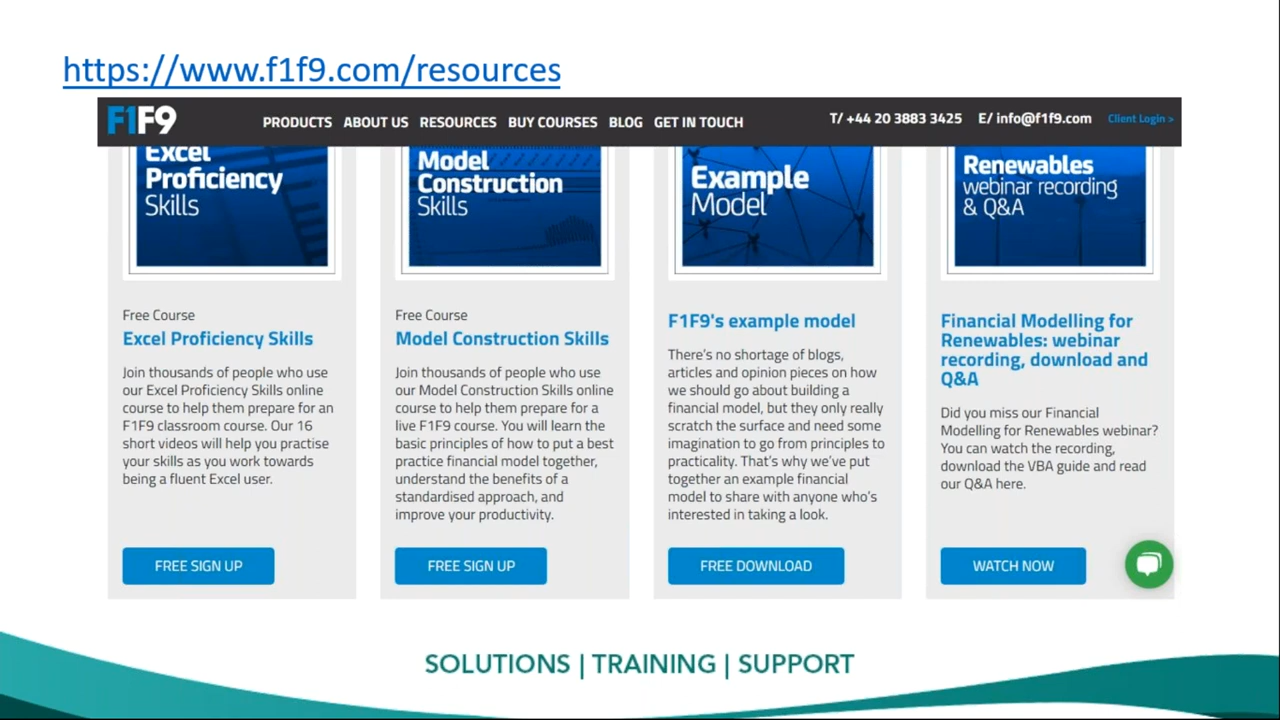 https://www.f1f9.com/resources
F1F9
PRODUCTS ABOUT US RESOURCES BUY COURSES BLOG GET IN TOUCH
T/ +44 20 3883 3425 E/ info@f1f9.com Client Login >
Excel
Proficiency
Skills
Free Course
Excel Proficiency Skills
Join thousands of people who use
our Excel Proficiency Skills online
course to help them prepare for an
F1F9 classroom course. Our 16
short videos will help you practise
your skills as you work towards
being a fluent Excel user.
FREE SIGN UP
Model
Construction
Skills
Free Course
Model Construction Skills
Join thousands of people who use
our Model Construction Skills online
course to help them prepare for a
live F1F9 course. You will learn the
basic principles of how to put a best
practice financial model together,
understand the benefits of a
standardised approach, and
improve your productivity.
FREE SIGN UP
Example
Model
F1F9's example model
There's no shortage of blogs,
articles and opinion pieces on how
we should go about building a
financial model, but they only really
scratch the surface and need some
imagination to go from principles to
practicality. That's why we've put
together an example financial
model to share with anyone who's
interested in taking a look.
FREE DOWNLOAD
Renewables
webinar recording
& Q&A
Financial Modelling for
Renewables: webinar
recording, download and
Q&A
Did you miss our Financial
Modelling for Renewables webinar?
You can watch the recording,
download the VBA guide and read
our Q&A here.
WATCH NOW
SOLUTIONS | TRAINING | SUPPORT